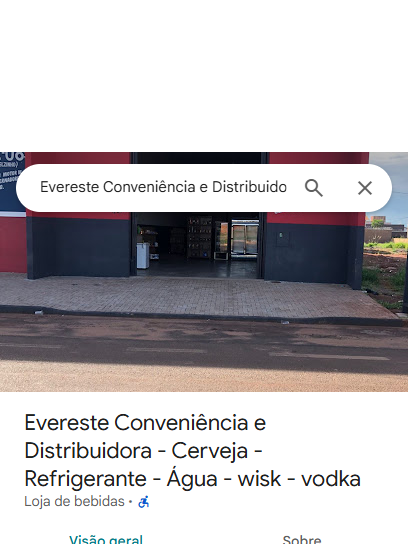 Evereste Conveniência e Distribuido
Evereste Conveniência e
Distribuidora - Cerveja -
Refrigerante - Água - wisk - vodka
Loja de bebidas ·
Visão geral
Sobre